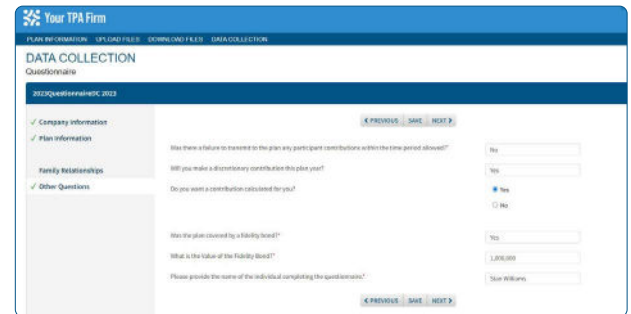 Your TPA Firm
PLAN INFORMATION UPLOAD FILES DOWNLOAD FILES DATA COLLECTION
DATA COLLECTION
Questionnaire
2023QuestionnaireDC 2023
✓ Company Information
✓ Plan Information
Family Relationships
✓ Other Questions
< PREVIOUS SAVE NEXT >
Was there a failure to transmit to the plan any participant contributions within the time period allowed?* No
Will you make a discretionary contribution this plan year? Yes
Do you want a contribution calculated for you? Yes
No
Was the plan covered by a fidelity bond?* Yes
What is the Value of the Fidelity Bond?* 1,000,000
Please provide the name of the individual completing the questionnaire.* Williams
< PREVIOUS SAVE NEXT >